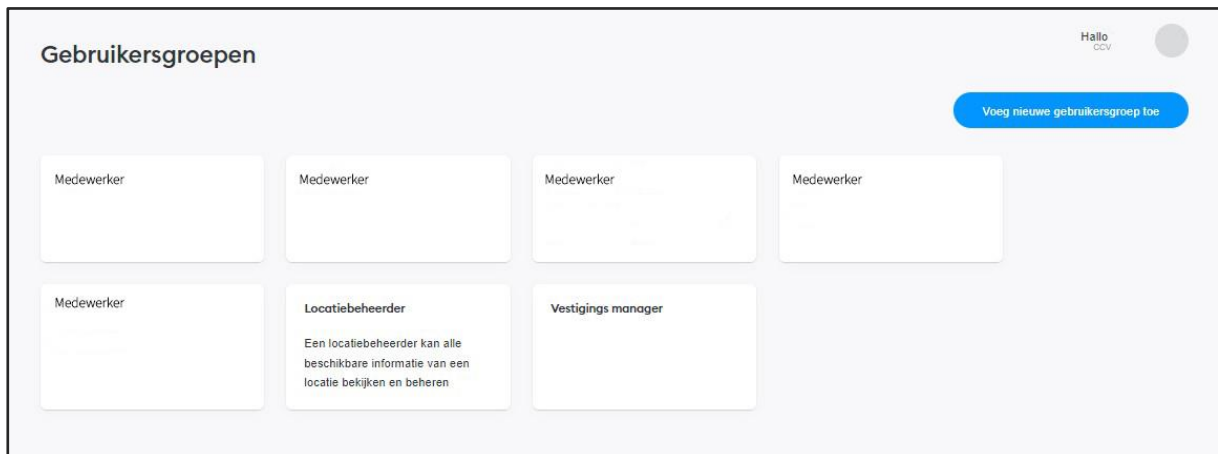 Gebruikersgroepen
Hallo
CCV
Voeg nieuwe gebruikersgroep toe
Medewerker
Medewerker
Medewerker
Medewerker
Medewerker
Locatiebeheerder
Een locatiebeheerder kan alle
beschikbare informatie van een
locatie bekijken en beheren
Vestigings manager